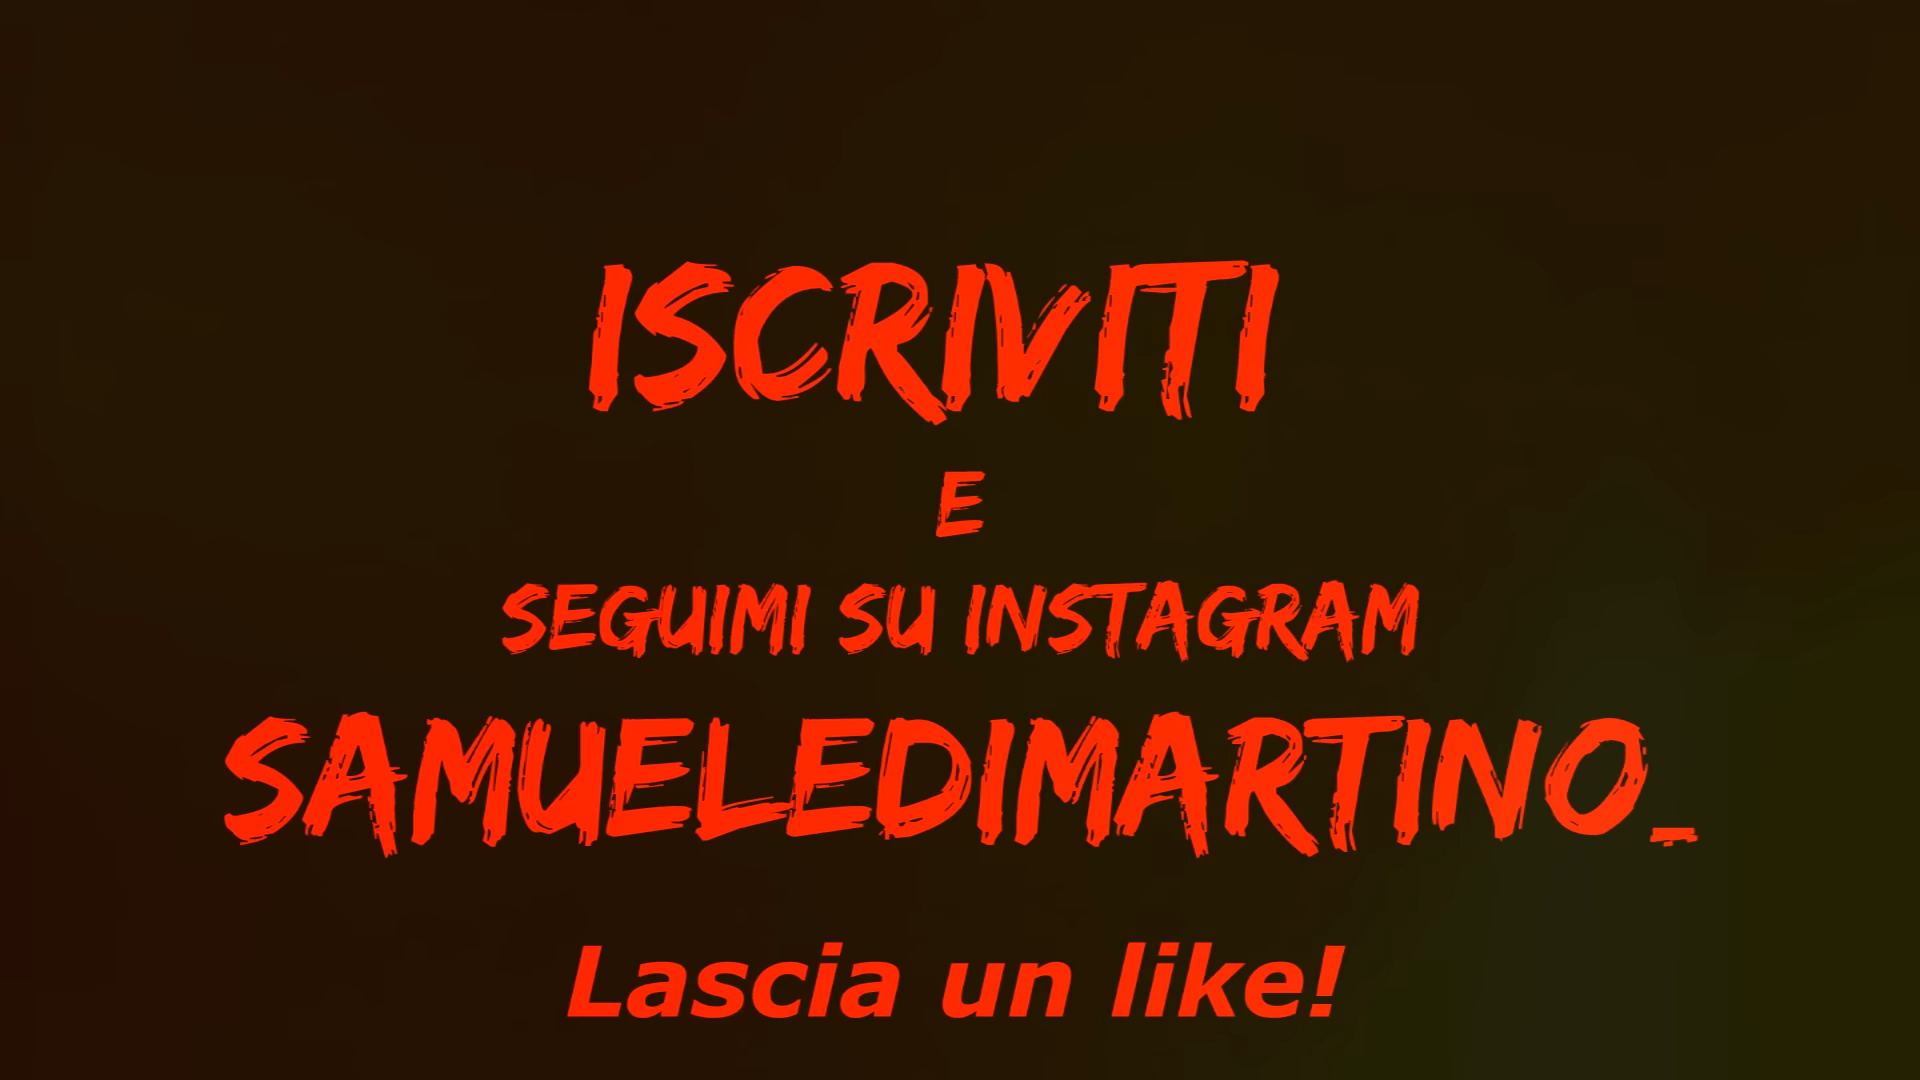 ISCRIVITI
E
SEGUIMI SU INSTAGRAM
SAMUELEDIMARTINO_
Lascia un like!